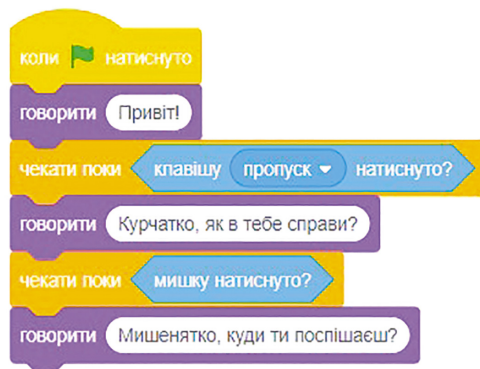 коли натиснуто
говорити Привіт!
чекати поки клавішу пропуск натиснуто?
говорити Курчатко, як в тебе справи?
чекати поки мишку натиснуто?
говорити Мишенятко, куди ти поспішаєш?